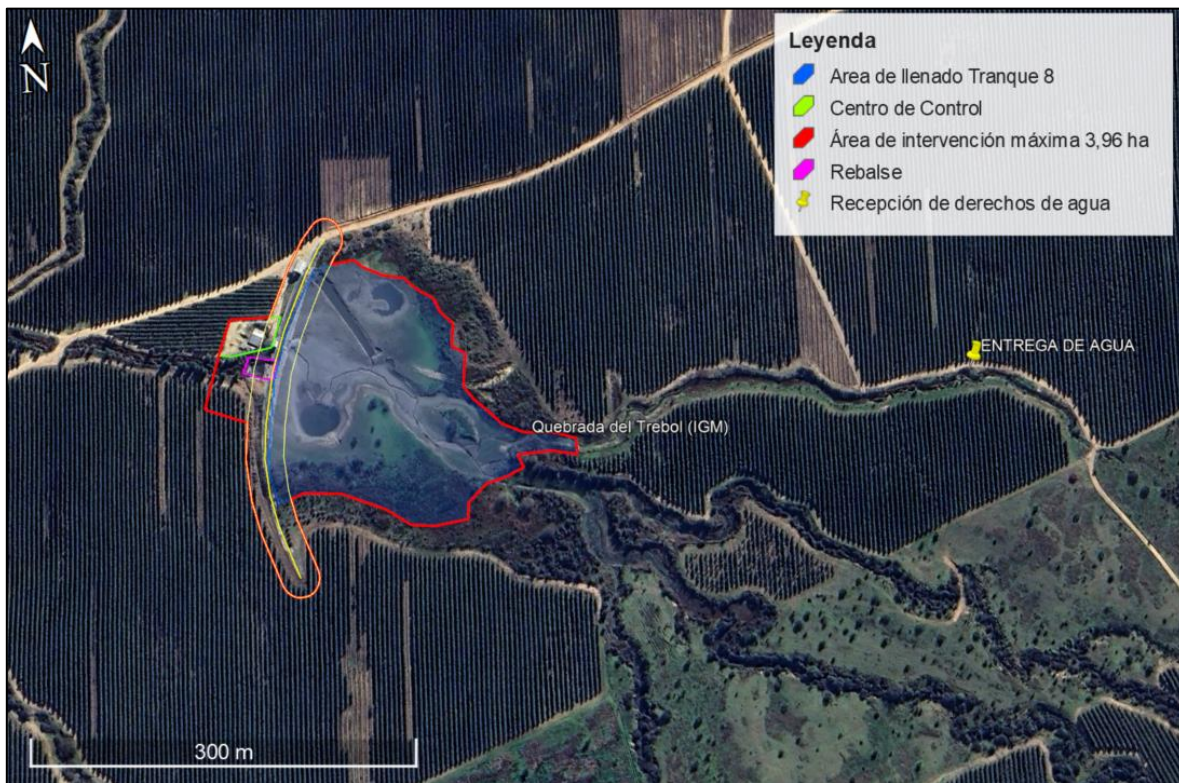 N
Leyenda
Area de llenado Tranque 8
Centro de Control
Área de intervención máxima 3,96 ha
Rebalse
Recepción de derechos de agua
ENTREGA DE AGUA
Quebrada del Trebol (IGM)
300 m